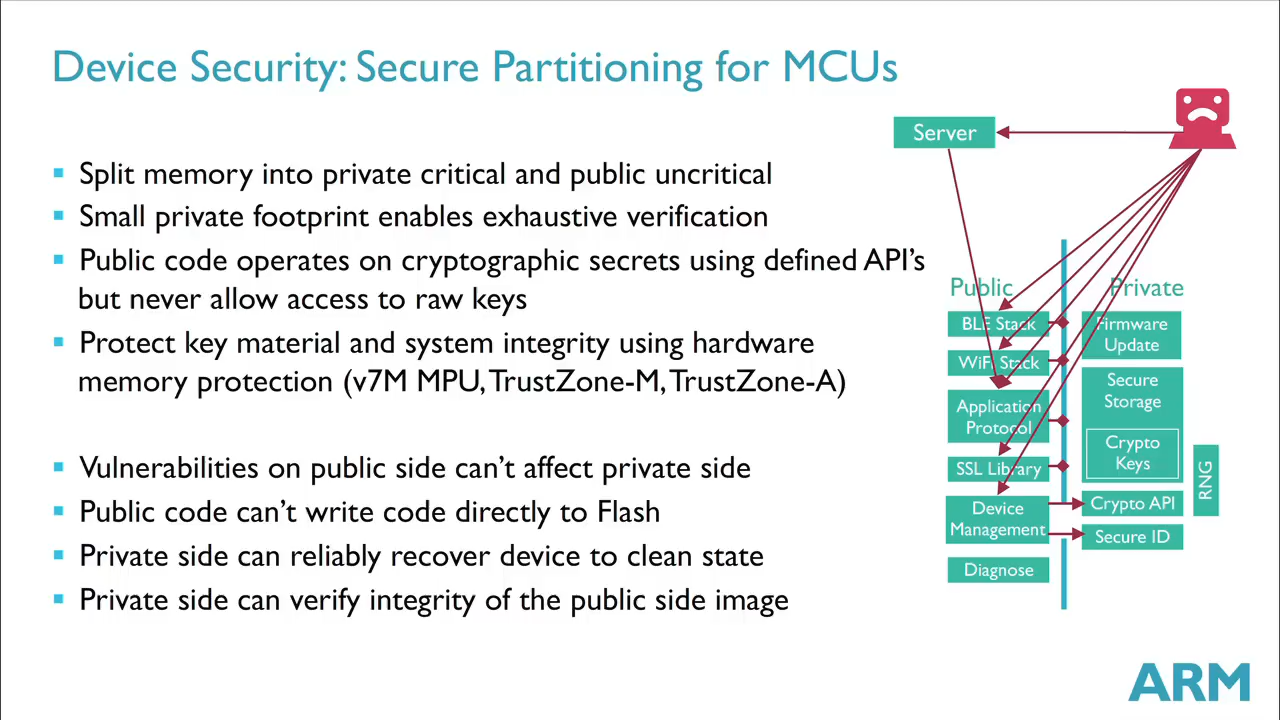 Device Security: Secure Partitioning for MCUs
Split memory into private critical and public uncritical
Small private footprint enables exhaustive verification
Public code operates on cryptographic secrets using defined API's
but never allow access to raw keys
Protect key material and system integrity using hardware
memory protection (v7M MPU, TrustZone-M, TrustZone-A)
Vulnerabilities on public side can't affect private side
Public code can't write code directly to Flash
Private side can reliably recover device to clean state
Private side can verify integrity of the public side image
Server
Public
Private
BLE Stack
WiFi Stack
Application
Protocol
SSL Library
Device
Management
Diagnose
Firmware
Update
Secure
Storage
Crypto
Keys
Crypto API
Secure ID
RNG
ARM